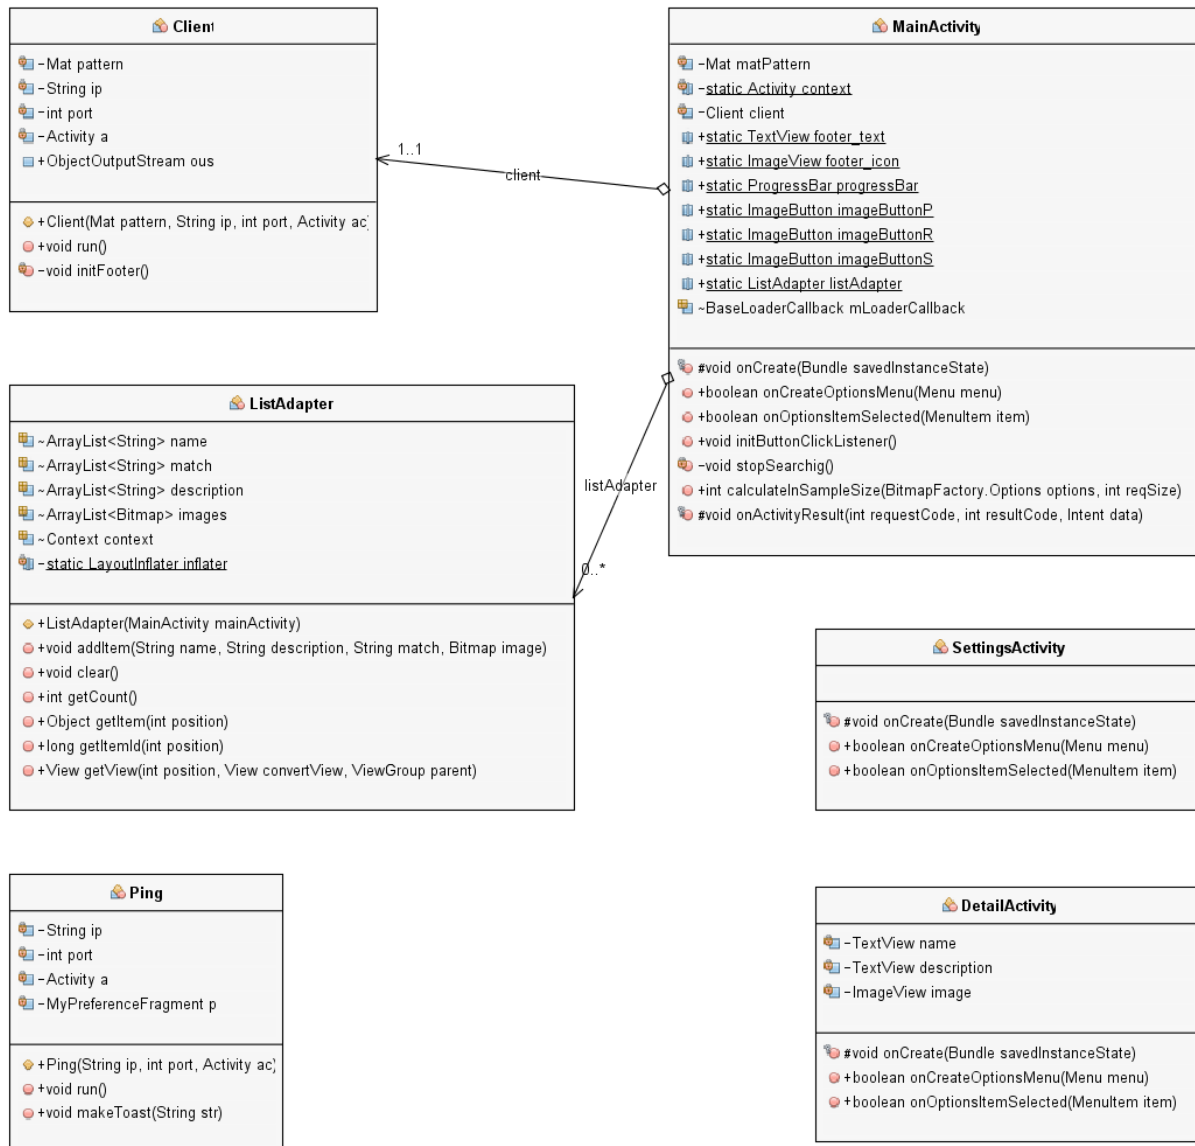 Client
-Mat pattern
-String ip
-int port
-Activity a
+ObjectOutputStream ous
+Client(Mat pattern, String ip, int port, Activity ac)
+void run()
-void initFooter()
1..1
client
MainActivity
-Mat matPattern
-static Activity context
-Client client
+static TextView footer_text
+static ImageView footer_icon
+static ProgressBar progressBar
+static ImageButton imageButtonP
+static ImageButton imageButtonR
+static ImageButton imageButtonS
+static ListAdapter listAdapter
~BaseLoaderCallback mLoaderCallback
#void onCreate(Bundle savedInstanceState)
+boolean onCreateOptionsMenu(Menu menu)
+boolean onOptionsItemSelected(MenuItem item)
+void initButtonClickListener()
-void stopSearchig()
+int calculateInSampleSize(BitmapFactory.Options options, int reqSize)
#void onActivityResult(int requestCode, int resultCode, Intent data)
ListAdapter
~ArrayList<String> name
~ArrayList<String> match
~ArrayList<String> description
~ArrayList<Bitmap> images
~Context context
-static LayoutInflater inflater
+ListAdapter(MainActivity mainActivity)
+void addItem(String name, String description, String match, Bitmap image)
+void clear()
+int getCount()
+Object getItem(int position)
+long getItemId(int position)
+View getView(int position, View convertView, ViewGroup parent)
listAdapter
0..*
SettingsActivity
#void onCreate(Bundle savedInstanceState)
+boolean onCreateOptionsMenu(Menu menu)
+boolean onOptionsItemSelected(MenuItem item)
Ping
-String ip
-int port
-Activity a
-MyPreferenceFragment p
+Ping(String ip, int port, Activity ac)
+void run()
+void makeToast(String str)
DetailActivity
-TextView name
-TextView description
-ImageView image
#void onCreate(Bundle savedInstanceState)
+boolean onCreateOptionsMenu(Menu menu)
+boolean onOptionsItemSelected(MenuItem item)